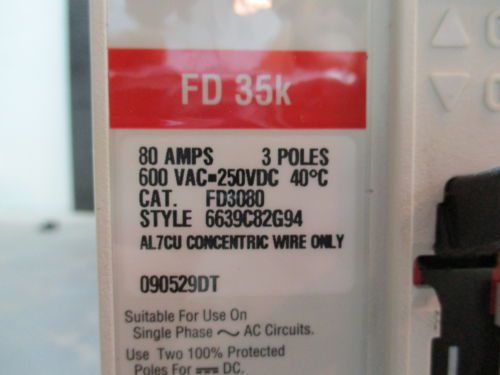 FD 35k
80 AMPS 3 POLES
600 VAC=250VDC 40°C
CAT. FD3080
STYLE 6639C82G94
AL7CU CONCENTRIC WIRE ONLY
090529DT
Suitable For Use On
Single Phase ~ AC Circuits.
Use Two 100% Protected
Poles For ⎓ DC.